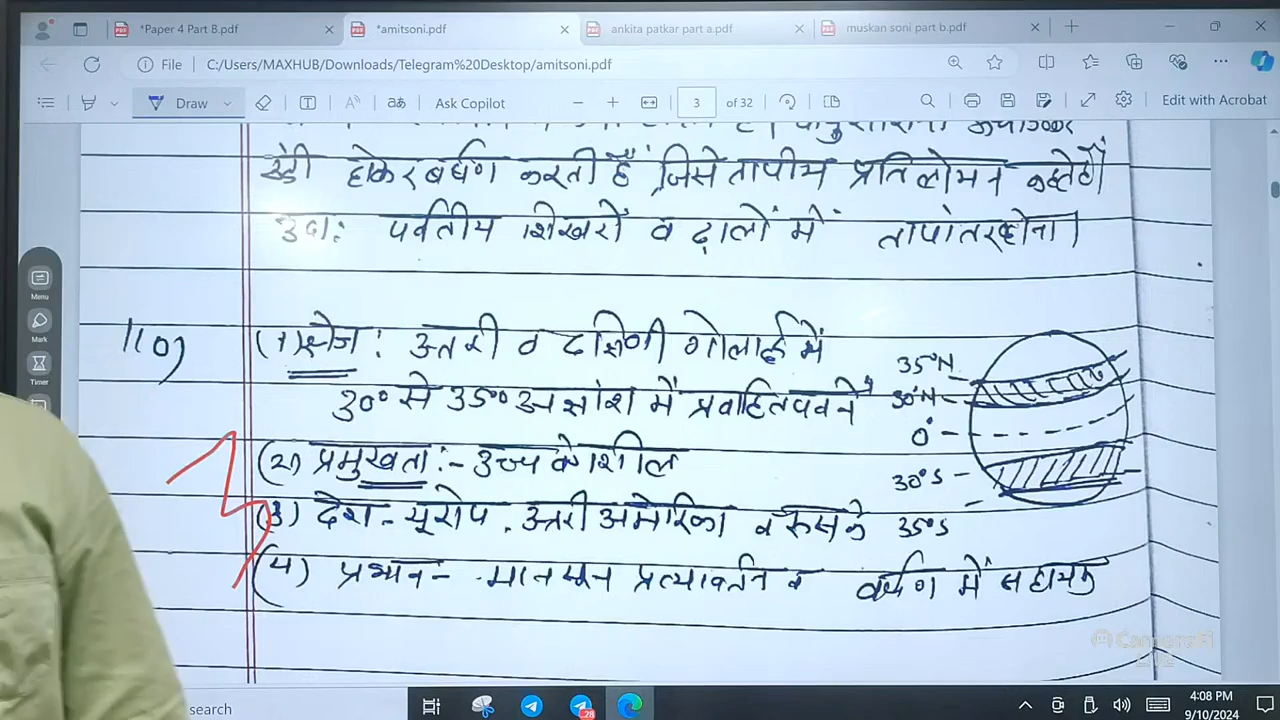 *Paper 4 Part B.pdf
*amitsoni.pdf
ankita patkar part a.pdf
muskan soni part b.pdf
File C:/Users/MAXHUB/Downloads/Telegram%20Desktop/amitsoni.pdf
Draw Ask Copilot 3 of 32 Edit with Acrobat
ठंडी होकर बर्षण करती है जिसे तापीय प्रतिलोमन कहते हैं
उदा: पर्वतीय शिखरों व ढ़ालों में तापांतर होना।
110) (1) क्षेत्र: उत्तरी व दक्षिणी गोलार्द्ध में
35°N
30° से 35° अक्षांश में प्रवाहित पवने
30°N
0°
(2) प्रमुखता:-
30°S
(3) देश - यूरोप, उत्तरी अमेरिका व रूस के
35°S
(4) प्रभाव - मानसून प्रत्यावर्तन व वर्षण में सहायक
Menu
Mark
Timer
search
28
4:08 PM
9/10/2024